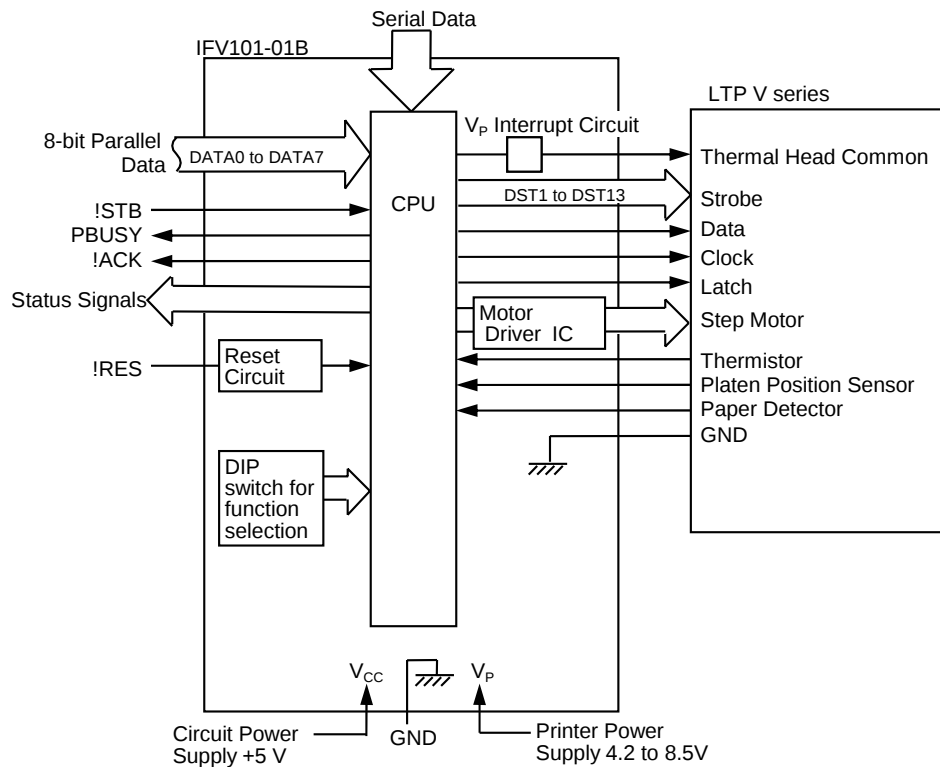 Serial Data
IFV101-01B
LTP V series
8-bit Parallel
Data
DATA0 to DATA7
VP Interrupt Circuit
Thermal Head Common
CPU
DST1 to DST13
Strobe
!STB
PBUSY
!ACK
Status Signals
Data
Clock
Latch
Motor
Driver IC
Step Motor
!RES
Reset
Circuit
Thermistor
Platen Position Sensor
Paper Detector
GND
DIP
switch for
function
selection
VCC
VP
Circuit Power
Supply +5 V
GND
Printer Power
Supply 4.2 to 8.5V